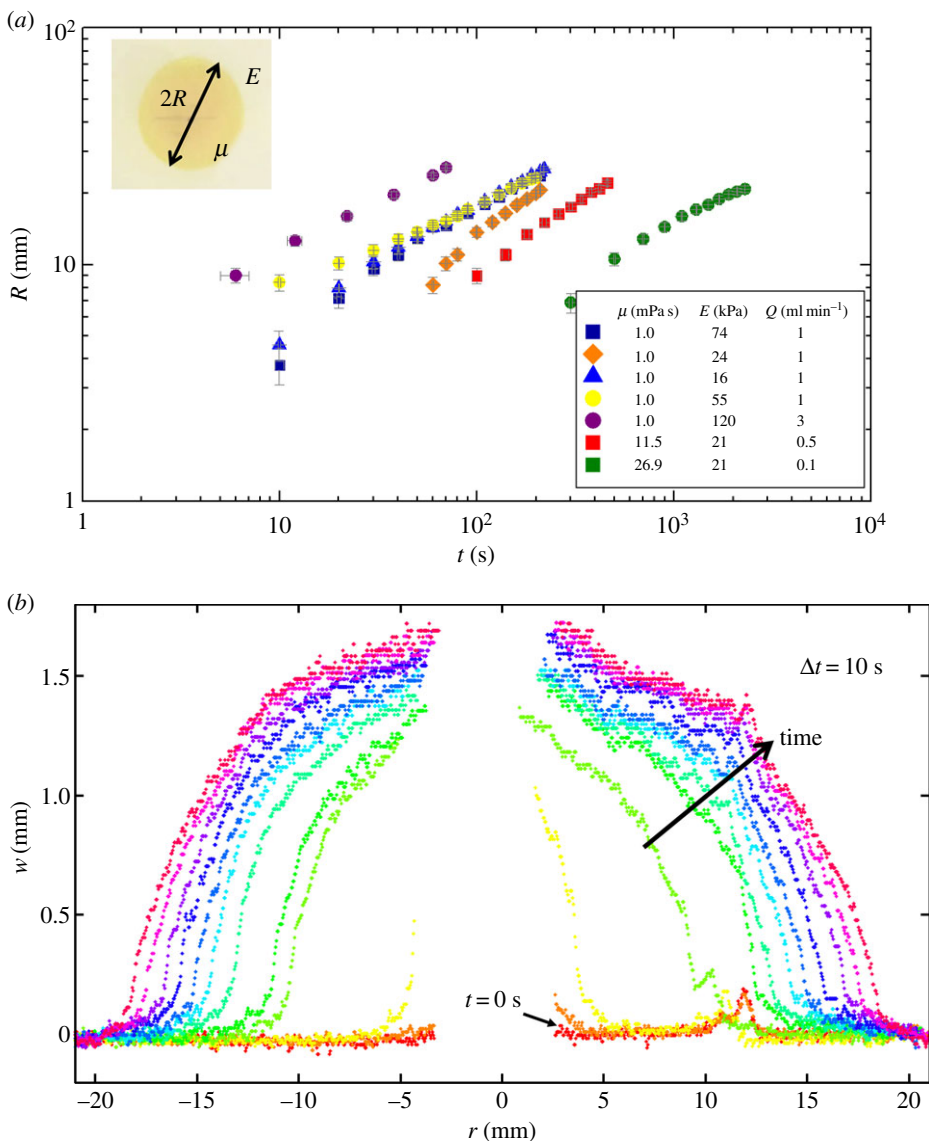 (a)
10²
10
1
R (mm)
2R
E
μ
μ (mPa s) E (kPa) Q (ml min⁻¹)
1.0 74 1
1.0 24 1
1.0 16 1
1.0 55 1
1.0 120 3
11.5 21 0.5
26.9 21 0.1
1 10 10² 10³ 10⁴
t (s)
(b)
1.5
1.0
0.5
0
w (mm)
Δt = 10 s
time
t = 0 s
–20 –15 –10 –5 0 5 10 15 20
r (mm)